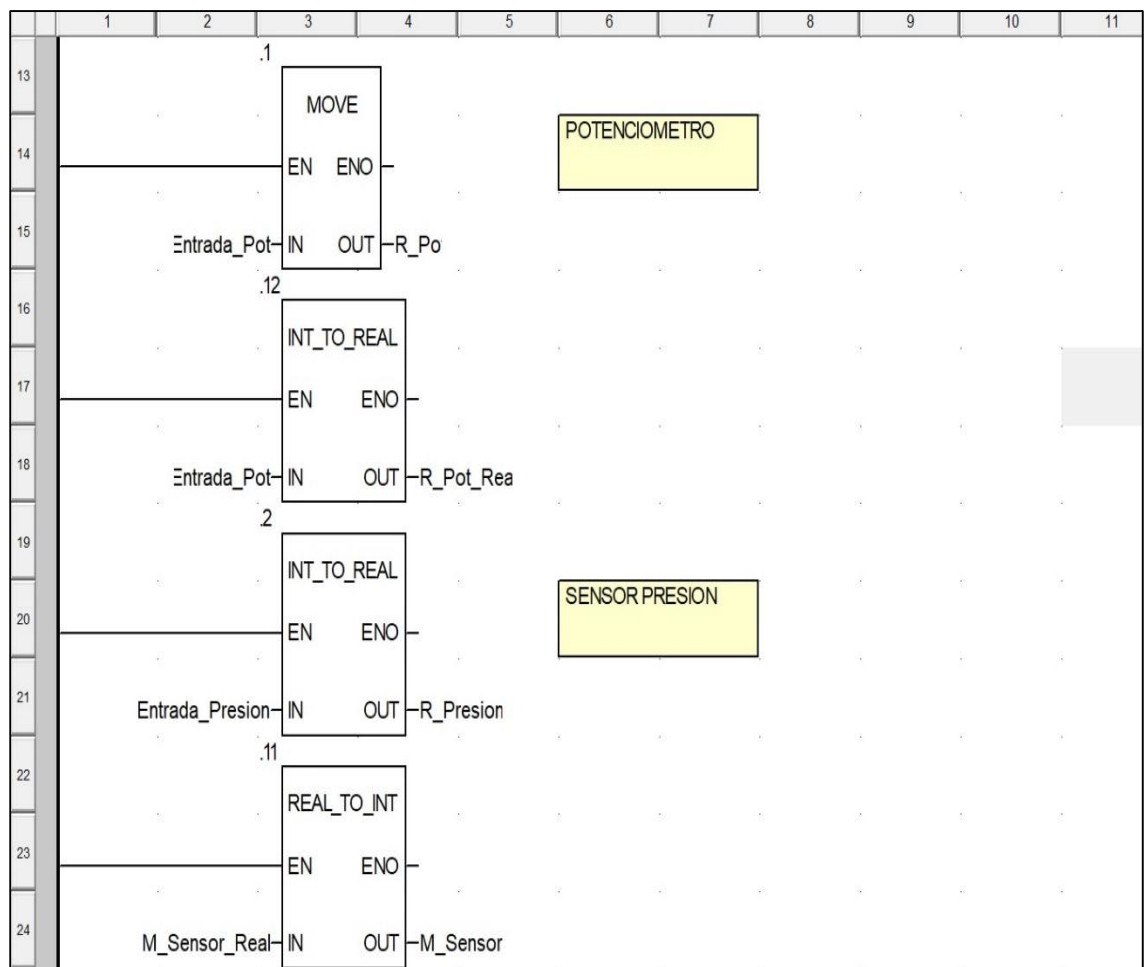 1 2 3 4 5 6 7 8 9 10 11
.1
13
MOVE
14
EN ENO
POTENCIOMETRO
15
Entrada_Pot IN OUT R_Po
.12
16
INT_TO_REAL
17
EN ENO
18
Entrada_Pot IN OUT R_Pot_Rea
.2
19
INT_TO_REAL
20
EN ENO
SENSOR PRESION
21
Entrada_Presion IN OUT R_Presion
.11
22
REAL_TO_INT
23
EN ENO
24
M_Sensor_Real IN OUT M_Sensor